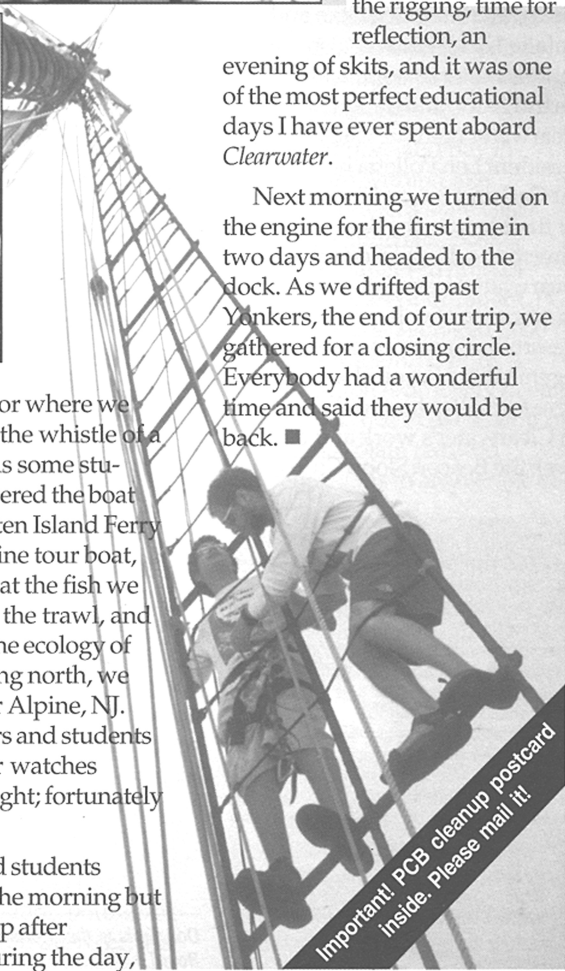 or where we
the whistle of a
s some stu-
ered the boat
ten Island Ferry
ine tour boat,
at the fish we
the trawl, and
he ecology of
ng north, we
r Alpine, NJ.
rs and students
r watches
ght; fortunately
d students
he morning but
p after
uring the day,
the rigging, time for
reflection, an
evening of skits, and it was one
of the most perfect educational
days I have ever spent aboard
Clearwater.
Next morning we turned on
the engine for the first time in
two days and headed to the
dock. As we drifted past
Yonkers, the end of our trip, we
gathered for a closing circle.
Everybody had a wonderful
time and said they would be
back. ■
Important! PCB cleanup postcard
inside. Please mail it!